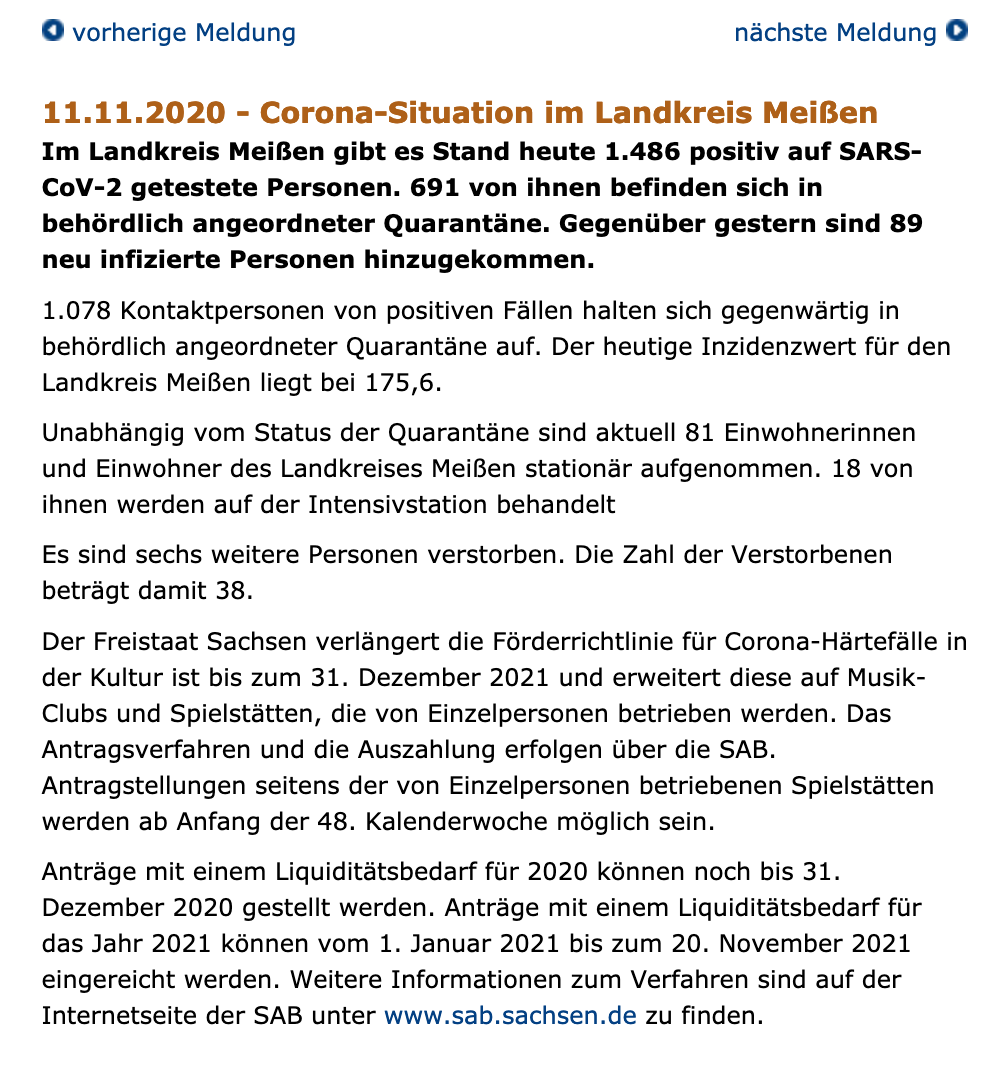 vorherige Meldung
nächste Meldung
11.11.2020 - Corona-Situation im Landkreis Meißen
Im Landkreis Meißen gibt es Stand heute 1.486 positiv auf SARS-
CoV-2 getestete Personen. 691 von ihnen befinden sich in
behördlich angeordneter Quarantäne. Gegenüber gestern sind 89
neu infizierte Personen hinzugekommen.
1.078 Kontaktpersonen von positiven Fällen halten sich gegenwärtig in
behördlich angeordneter Quarantäne auf. Der heutige Inzidenzwert für den
Landkreis Meißen liegt bei 175,6.
Unabhängig vom Status der Quarantäne sind aktuell 81 Einwohnerinnen
und Einwohner des Landkreises Meißen stationär aufgenommen. 18 von
ihnen werden auf der Intensivstation behandelt
Es sind sechs weitere Personen verstorben. Die Zahl der Verstorbenen
beträgt damit 38.
Der Freistaat Sachsen verlängert die Förderrichtlinie für Corona-Härtefälle in
der Kultur ist bis zum 31. Dezember 2021 und erweitert diese auf Musik-
Clubs und Spielstätten, die von Einzelpersonen betrieben werden. Das
Antragsverfahren und die Auszahlung erfolgen über die SAB.
Antragstellungen seitens der von Einzelpersonen betriebenen Spielstätten
werden ab Anfang der 48. Kalenderwoche möglich sein.
Anträge mit einem Liquiditätsbedarf für 2020 können noch bis 31.
Dezember 2020 gestellt werden. Anträge mit einem Liquiditätsbedarf für
das Jahr 2021 können vom 1. Januar 2021 bis zum 20. November 2021
eingereicht werden. Weitere Informationen zum Verfahren sind auf der
Internetseite der SAB unter www.sab.sachsen.de zu finden.